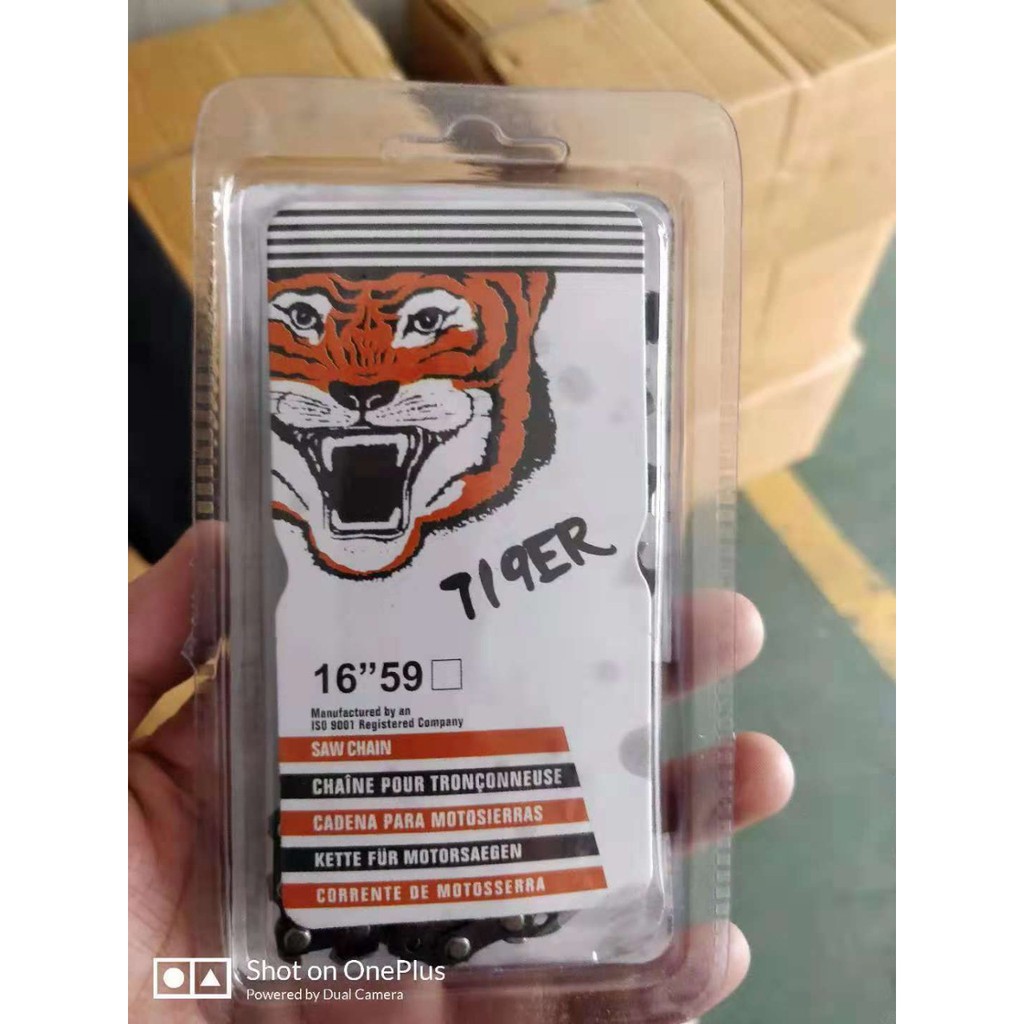 T19ER
16”59
Manufactured by an
ISO 9001 Registered Company
SAW CHAIN
CHAÎNE POUR TRONÇONNEUSE
CADENA PARA MOTOSIERRAS
KETTE FÜR MOTORSAEGEN
CORRENTE DE MOTOSSERRA
Shot on OnePlus
Powered by Dual Camera